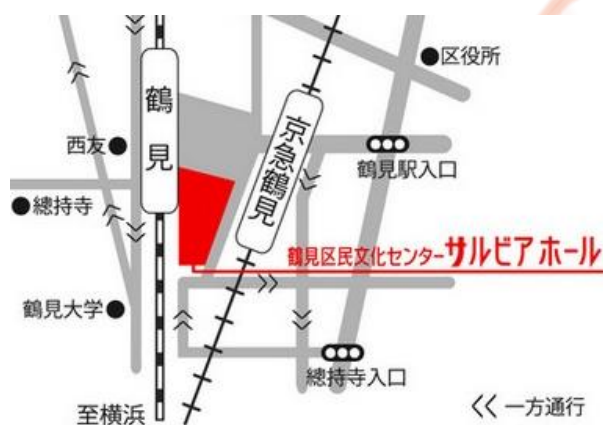 区役所
鶴見
京急鶴見
西友
鶴見駅入口
總持寺
鶴見区民文化センター サルビアホール
鶴見大学
總持寺入口
至横浜
一方通行